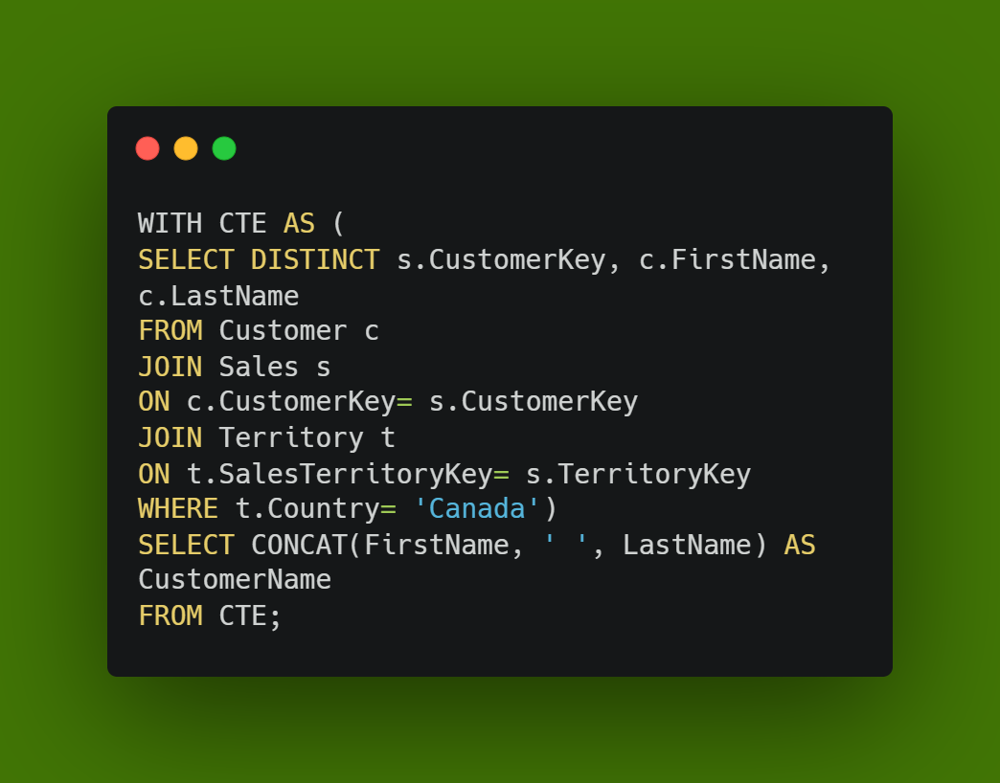 WITH CTE AS (
SELECT DISTINCT s.CustomerKey, c.FirstName,
c.LastName
FROM Customer c
JOIN Sales s
ON c.CustomerKey= s.CustomerKey
JOIN Territory t
ON t.SalesTerritoryKey= s.TerritoryKey
WHERE t.Country= 'Canada')
SELECT CONCAT(FirstName, ' ', LastName) AS
CustomerName
FROM CTE;